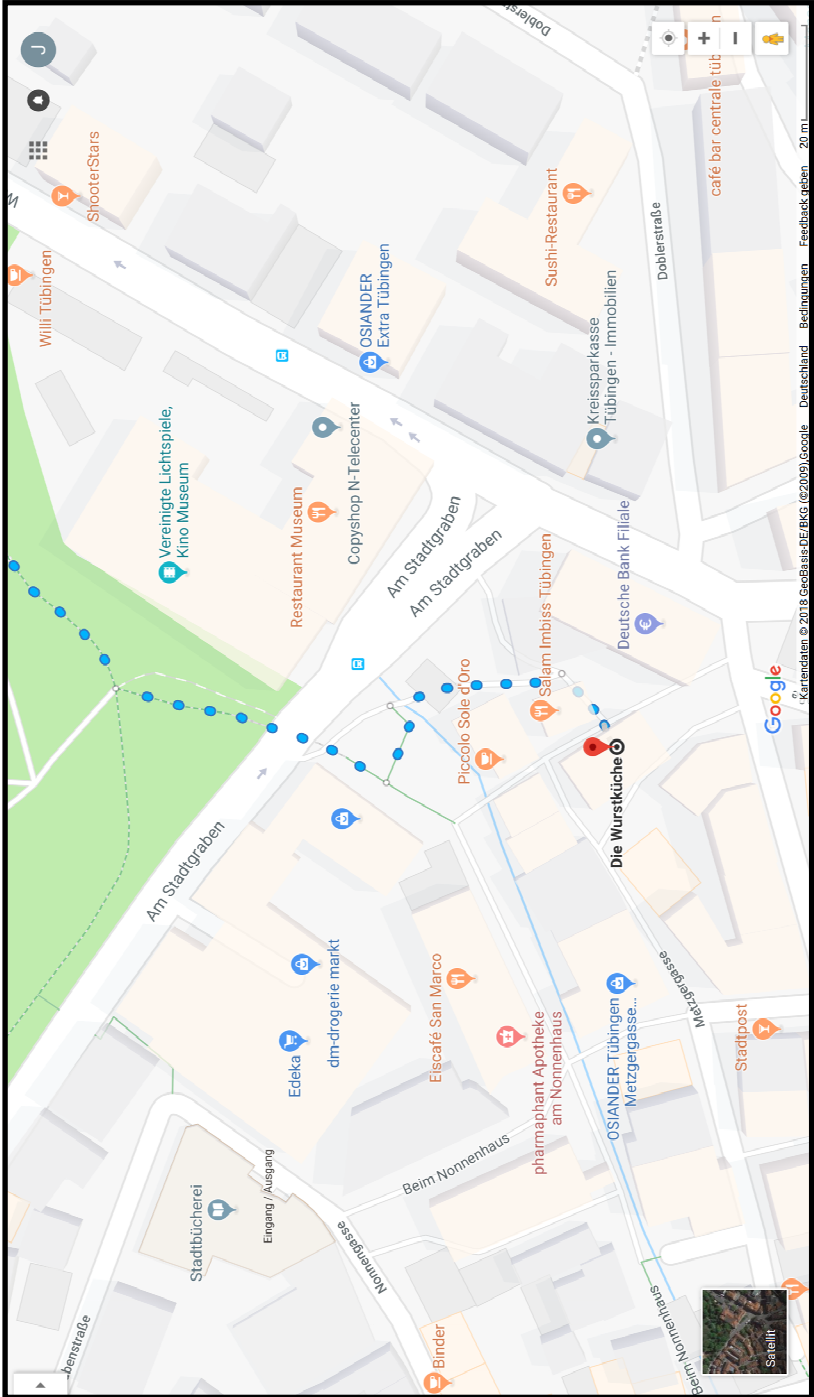 Doblerst
café bar centrale tüb
J
ShooterStars
W
Willi Tübingen
Sushi-Restaurant
Doblerstraße
OSIANDER
Extra Tübingen
Kreissparkasse
Tübingen - Immobilien
Vereinigte Lichtspiele,
Kino Museum
Copyshop N-Telecenter
Restaurant Museum
Am Stadtgraben
Am Stadtgraben
Salam Imbiss Tübingen
Deutsche Bank Filiale
Piccolo Sole d'Oro
Die Wurstküche
Am Stadtgraben
dm-drogerie markt
Edeka
Eiscafé San Marco
pharmaphant Apotheke
am Nonnenhaus
OSIANDER Tübingen
Metzgergasse...
Metzgergasse
Stadtpost
Stadtbücherei
Eingang / Ausgang
Beim Nonnenhaus
Nonnengasse
Beim Nonnenhaus
benstraße
Binder
Satellit
Google
Kartendaten © 2018 GeoBasis-DE/BKG (©2009),Google Deutschland Bedingungen Feedback geben 20 m